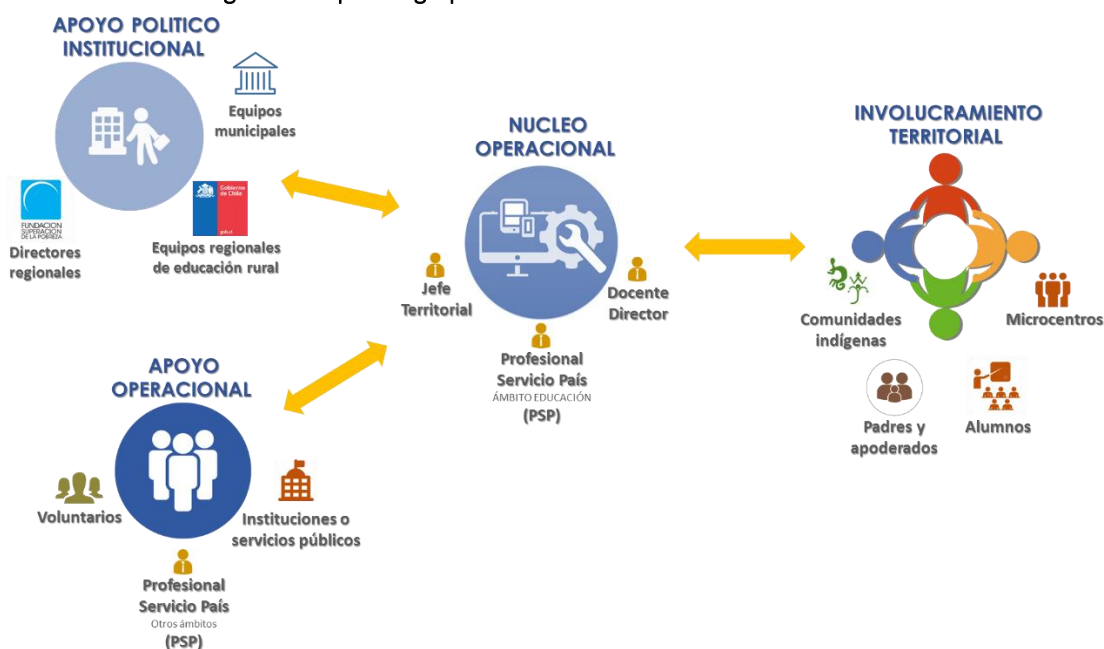 APOYO POLITICO
INSTITUCIONAL
Equipos
municipales
FUNDACION
SUPERACION
DE LA POBREZA
Directores
regionales
Gobierno
de Chile
gob.cl
Equipos regionales
de educación rural
NUCLEO
OPERACIONAL
Jefe
Territorial
Docente
Director
Profesional
Servicio País
ÁMBITO EDUCACIÓN
(PSP)
INVOLUCRAMIENTO
TERRITORIAL
Comunidades
indígenas
Microcentros
Padres y
apoderados
Alumnos
APOYO
OPERACIONAL
Voluntarios
Instituciones o
servicios públicos
Profesional
Servicio País
Otros ámbitos
(PSP)